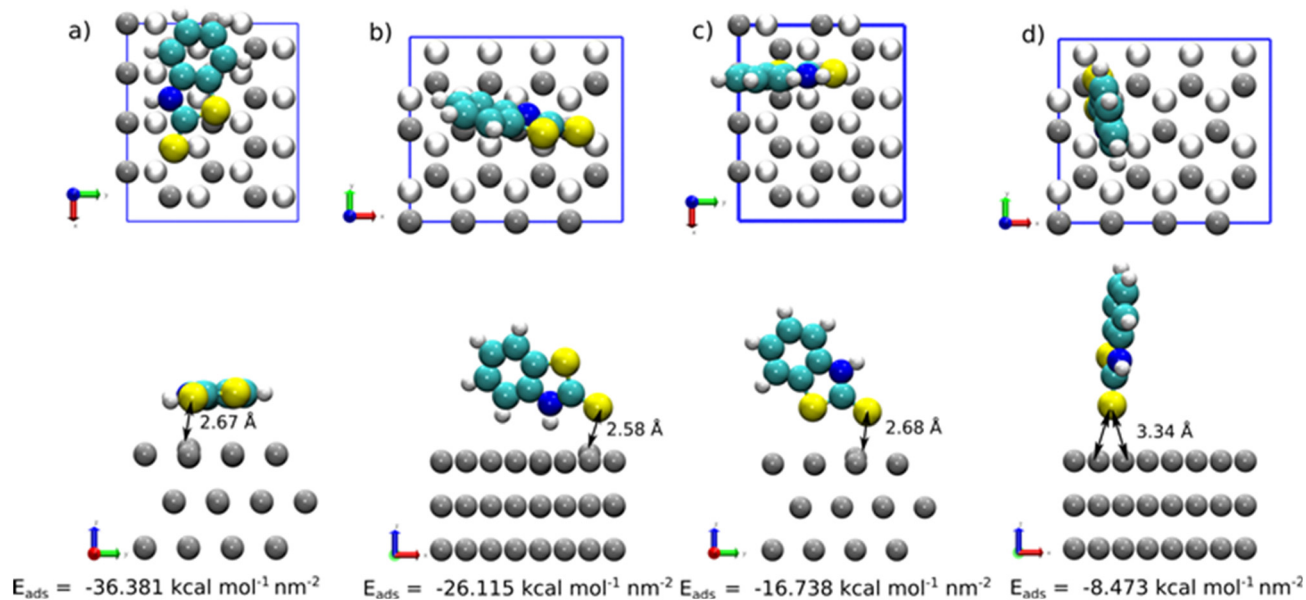 a)
b)
c)
d)
2.67 Å
2.58 Å
2.68 Å
3.34 Å
E_ads = -36.381 kcal mol⁻¹ nm⁻²
E_ads = -26.115 kcal mol⁻¹ nm⁻²
E_ads = -16.738 kcal mol⁻¹ nm⁻²
E_ads = -8.473 kcal mol⁻¹ nm⁻²